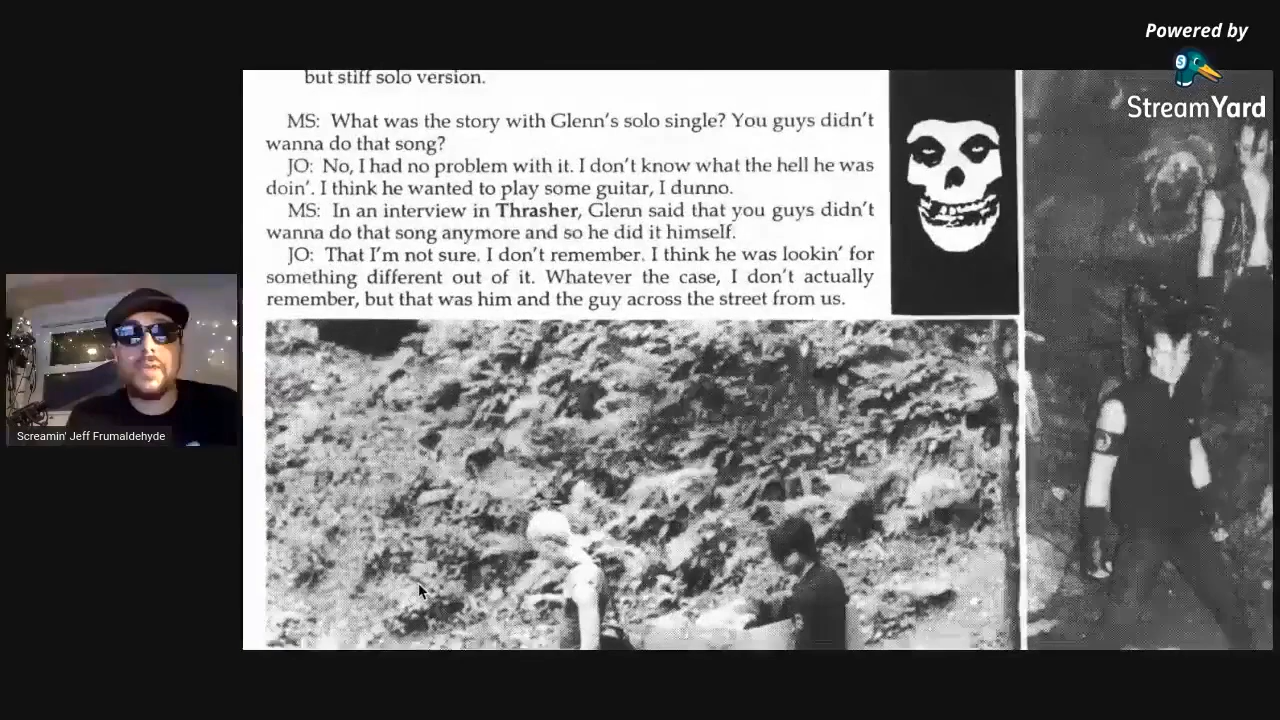 Powered by
StreamYard
but stiff solo version.
MS: What was the story with Glenn's solo single? You guys didn't
wanna do that song?
JO: No, I had no problem with it. I don't know what the hell he was
doin'. I think he wanted to play some guitar, I dunno.
MS: In an interview in Thrasher, Glenn said that you guys didn't
wanna do that song anymore and so he did it himself.
JO: That I'm not sure. I don't remember. I think he was lookin' for
something different out of it. Whatever the case, I don't actually
remember, but that was him and the guy across the street from us.
Screamin' Jeff Frumaldehyde